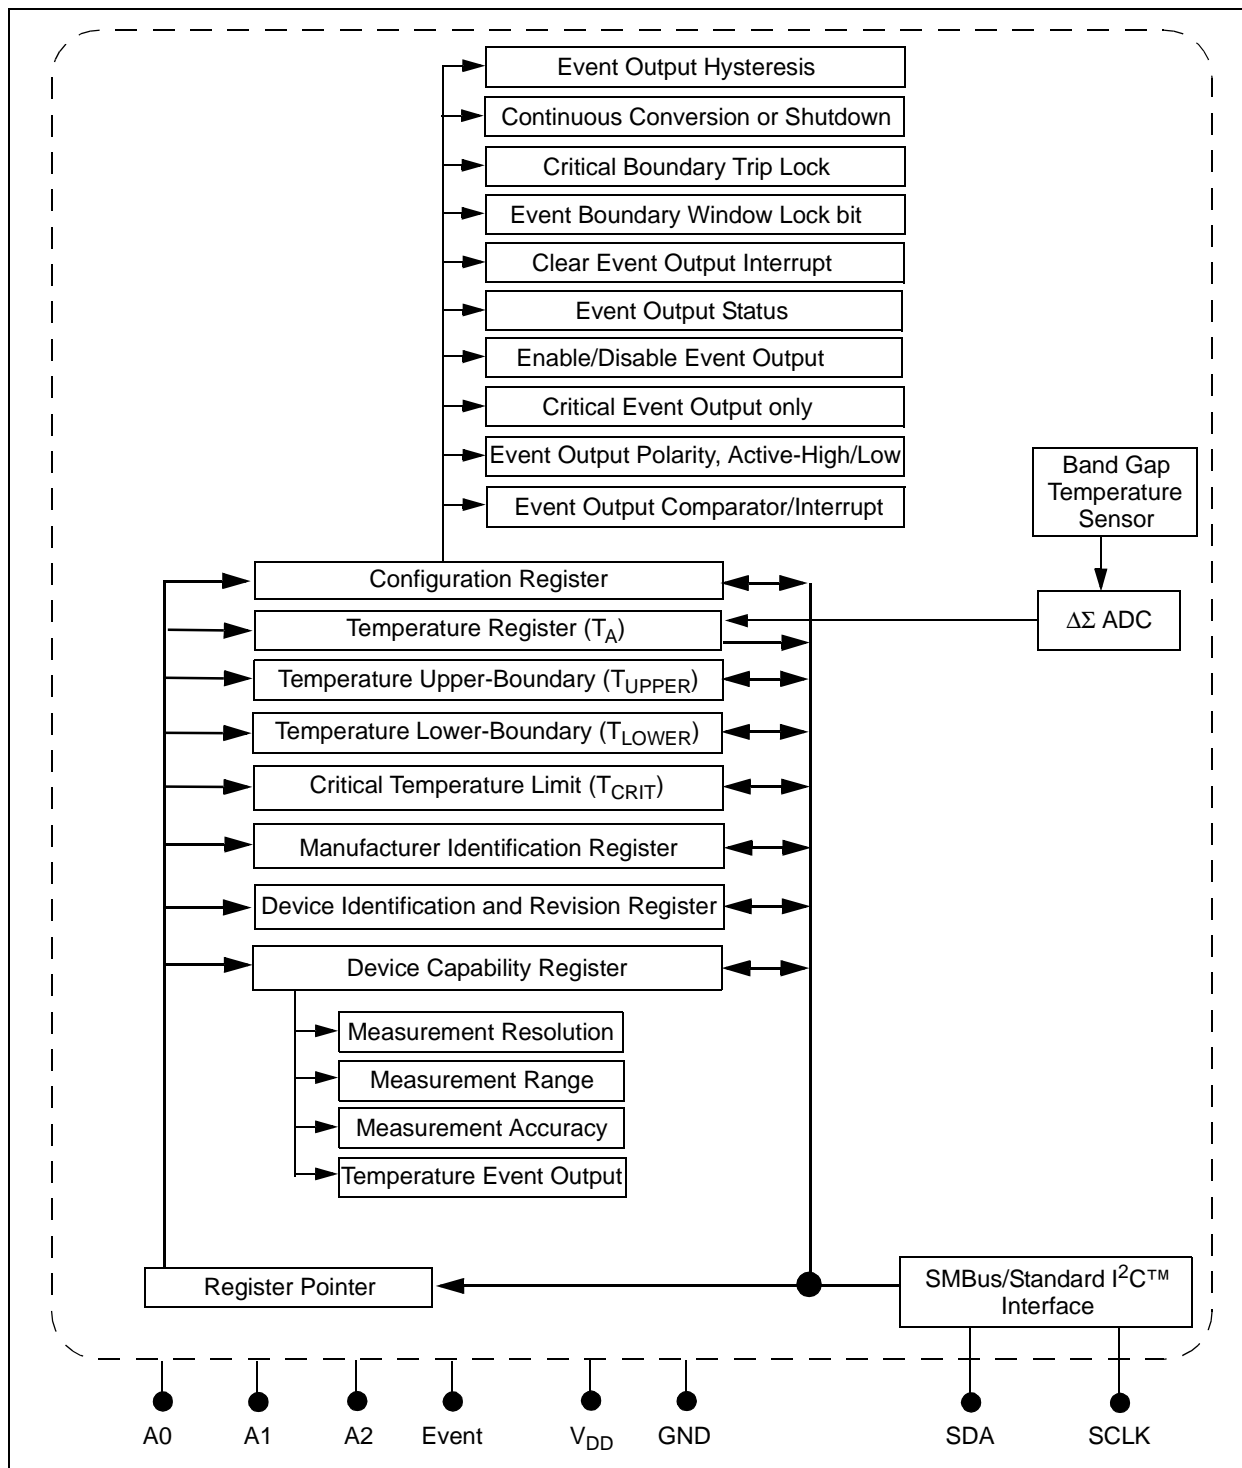 Event Output Hysteresis
Continuous Conversion or Shutdown
Critical Boundary Trip Lock
Event Boundary Window Lock bit
Clear Event Output Interrupt
Event Output Status
Enable/Disable Event Output
Critical Event Output only
Event Output Polarity, Active-High/Low
Event Output Comparator/Interrupt
Band Gap
Temperature
Sensor
Configuration Register
Temperature Register (TA)
ΔΣ ADC
Temperature Upper-Boundary (TUPPER)
Temperature Lower-Boundary (TLOWER)
Critical Temperature Limit (TCRIT)
Manufacturer Identification Register
Device Identification and Revision Register
Device Capability Register
Measurement Resolution
Measurement Range
Measurement Accuracy
Temperature Event Output
Register Pointer
SMBus/Standard I²C™
Interface
A0
A1
A2
Event
VDD
GND
SDA
SCLK